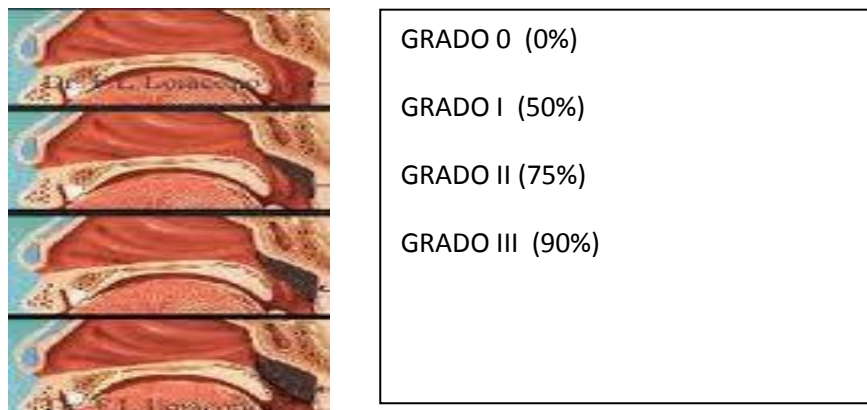 GRADO 0 (0%)
GRADO I (50%)
GRADO II (75%)
GRADO III (90%)